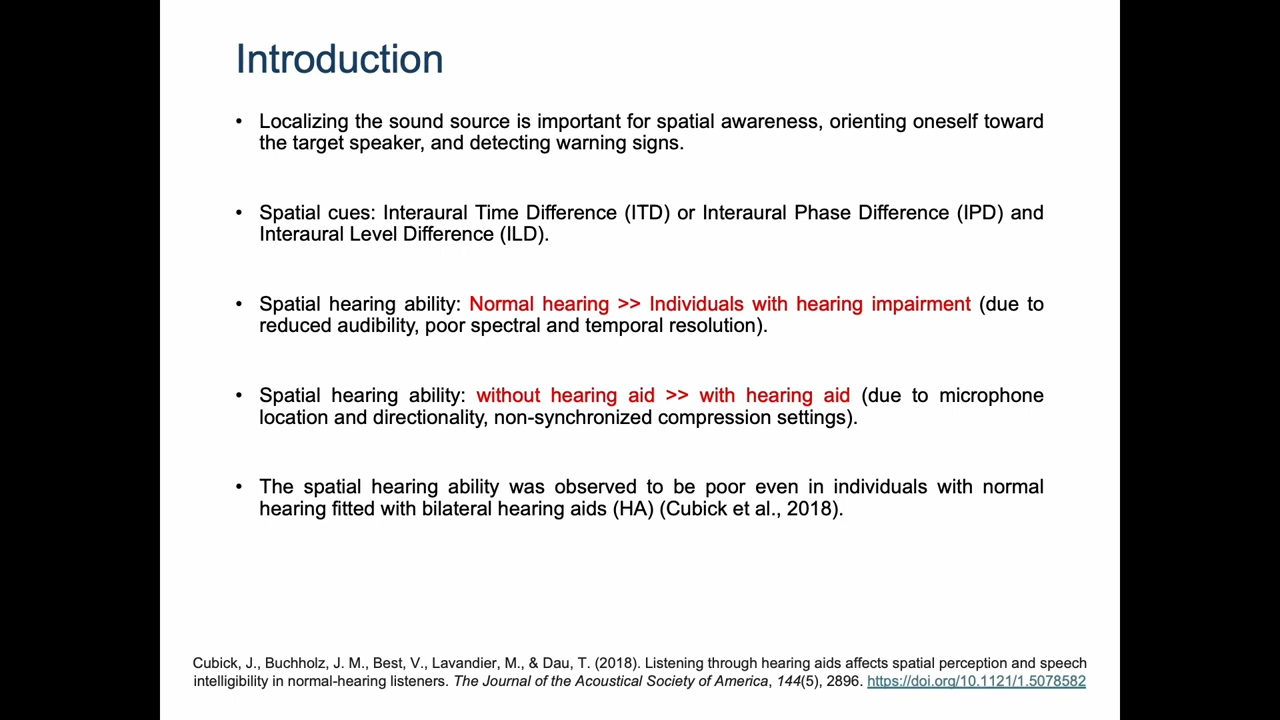 Introduction
• Localizing the sound source is important for spatial awareness, orienting oneself toward
the target speaker, and detecting warning signs.
• Spatial cues: Interaural Time Difference (ITD) or Interaural Phase Difference (IPD) and
Interaural Level Difference (ILD).
• Spatial hearing ability: Normal hearing >> Individuals with hearing impairment (due to
reduced audibility, poor spectral and temporal resolution).
• Spatial hearing ability: without hearing aid >> with hearing aid (due to microphone
location and directionality, non-synchronized compression settings).
• The spatial hearing ability was observed to be poor even in individuals with normal
hearing fitted with bilateral hearing aids (HA) (Cubick et al., 2018).
Cubick, J., Buchholz, J. M., Best, V., Lavandier, M., & Dau, T. (2018). Listening through hearing aids affects spatial perception and speech
intelligibility in normal-hearing listeners. The Journal of the Acoustical Society of America, 144(5), 2896. https://doi.org/10.1121/1.5078582